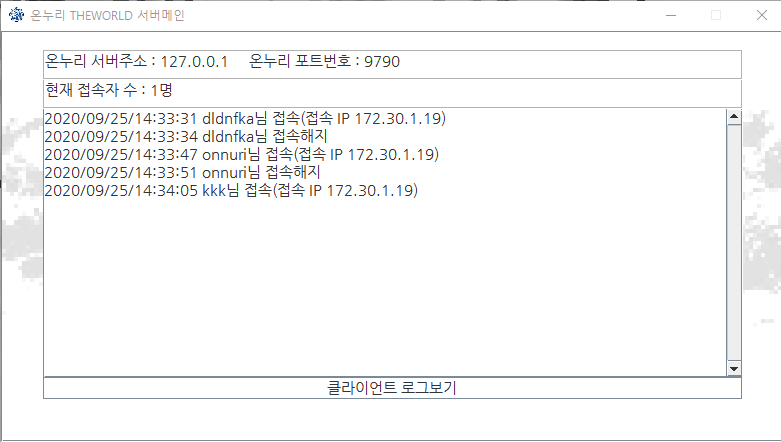 온누리 THEWORLD 서버메인
온누리 서버주소 : 127.0.0.1 온누리 포트번호 : 9790
현재 접속자 수 : 1명
2020/09/25/14:33:31 dldnfka님 접속(접속 IP 172.30.1.19)
2020/09/25/14:33:34 dldnfka님 접속해지
2020/09/25/14:33:47 onnuri님 접속(접속 IP 172.30.1.19)
2020/09/25/14:33:51 onnuri님 접속해지
2020/09/25/14:34:05 kkk님 접속(접속 IP 172.30.1.19)
클라이언트 로그보기